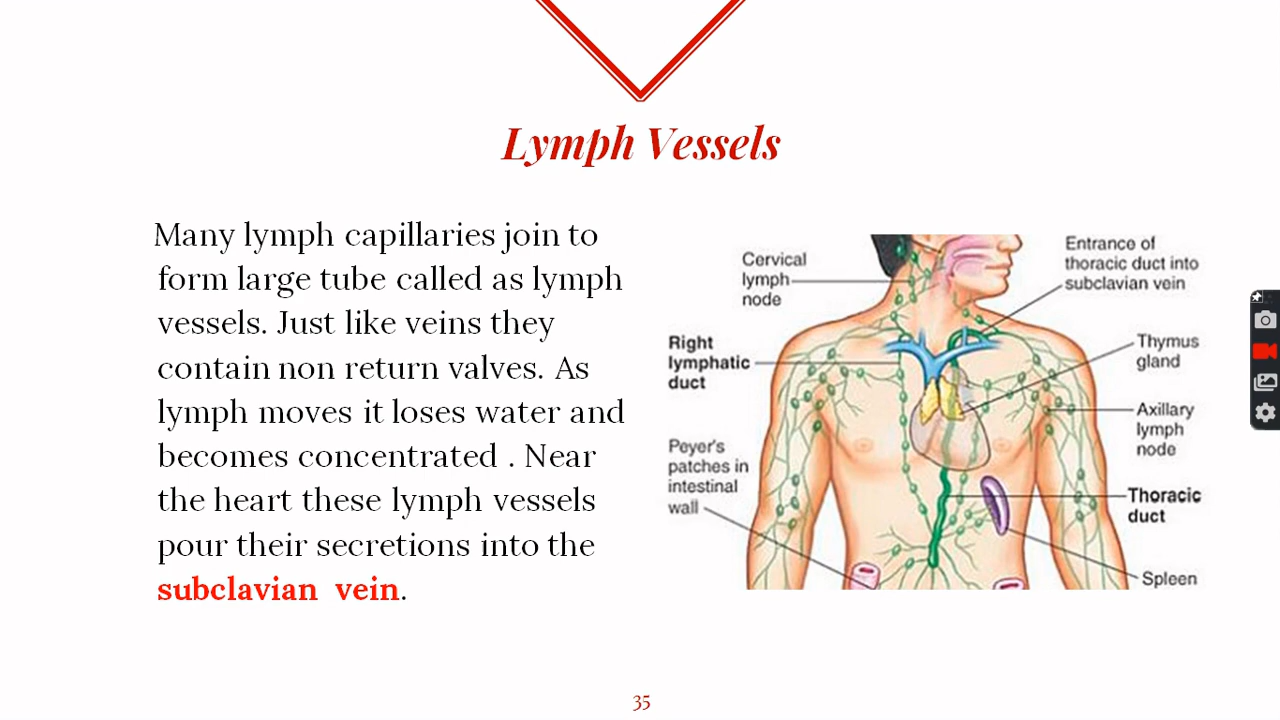 Lymph Vessels
Many lymph capillaries join to
form large tube called as lymph
vessels. Just like veins they
contain non return valves. As
lymph moves it loses water and
becomes concentrated . Near
the heart these lymph vessels
pour their secretions into the
subclavian vein.
Cervical
lymph
node
Right
lymphatic
duct
Peyer's
patches in
intestinal
wall
Entrance of
thoracic duct into
subclavian vein
Thymus
gland
Axillary
lymph
node
Thoracic
duct
Spleen
35